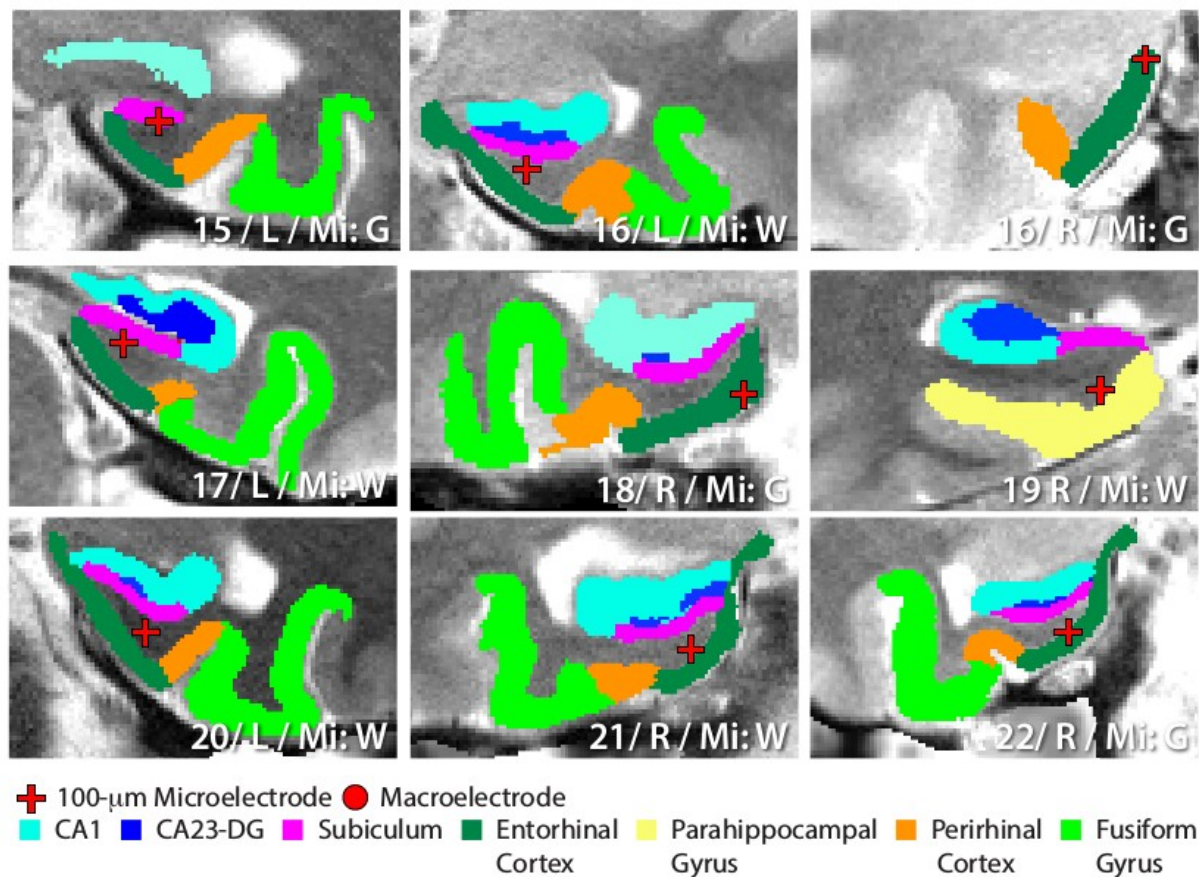 15 / L / Mi: G
16/ L / Mi: W
16/ R / Mi: G
17/ L / Mi: W
18/ R / Mi: G
19 R / Mi: W
20/ L / Mi: W
21/ R / Mi: W
22/ R / Mi: G
100-μm Microelectrode Macroelectrode
CA1 CA23-DG Subiculum Entorhinal Parahippocampal Perirhinal Fusiform
Cortex Gyrus Cortex Gyrus